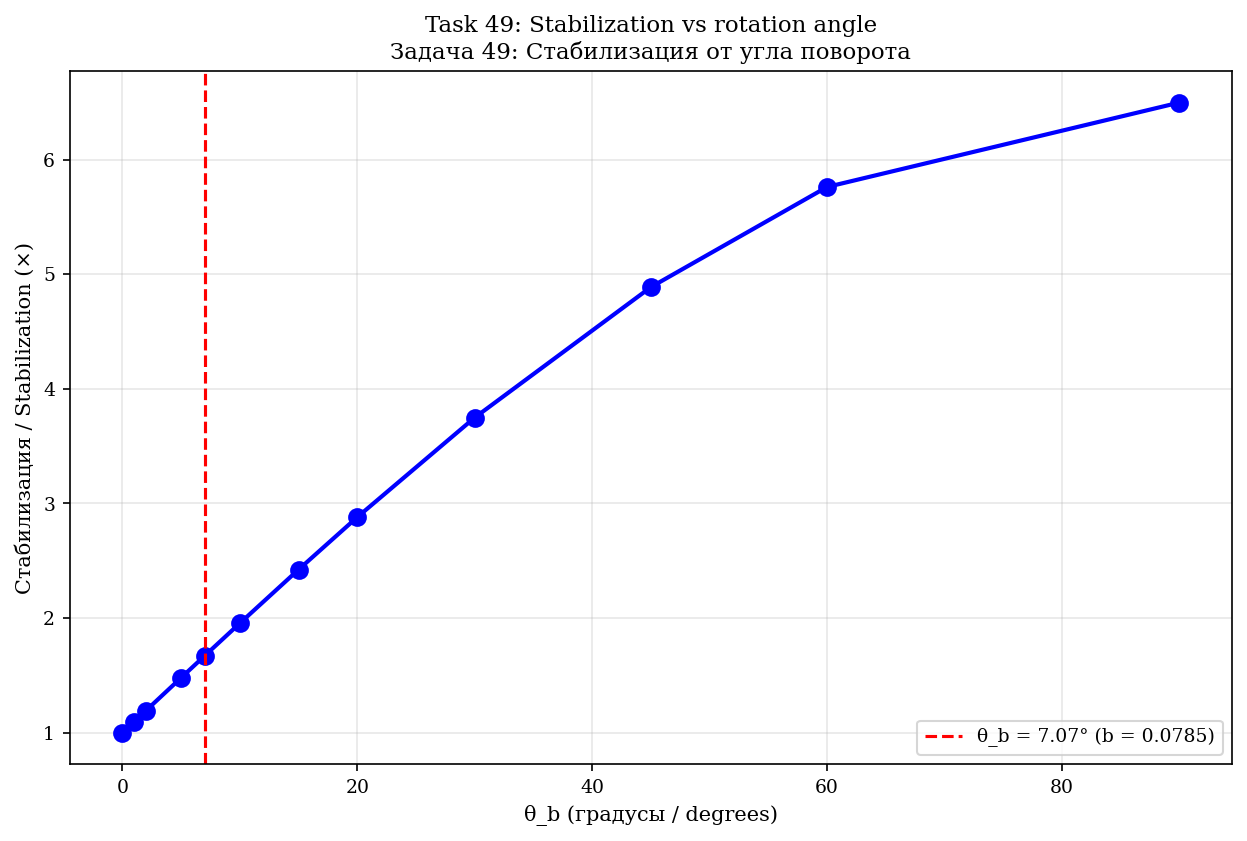 Task 49: Stabilization vs rotation angle
Задача 49: Стабилизация от угла поворота
Стабилизация / Stabilization (×)
6
5
4
3
2
1
0
20
40
60
80
θ_b = 7.07° (b = 0.0785)
θ_b (градусы / degrees)